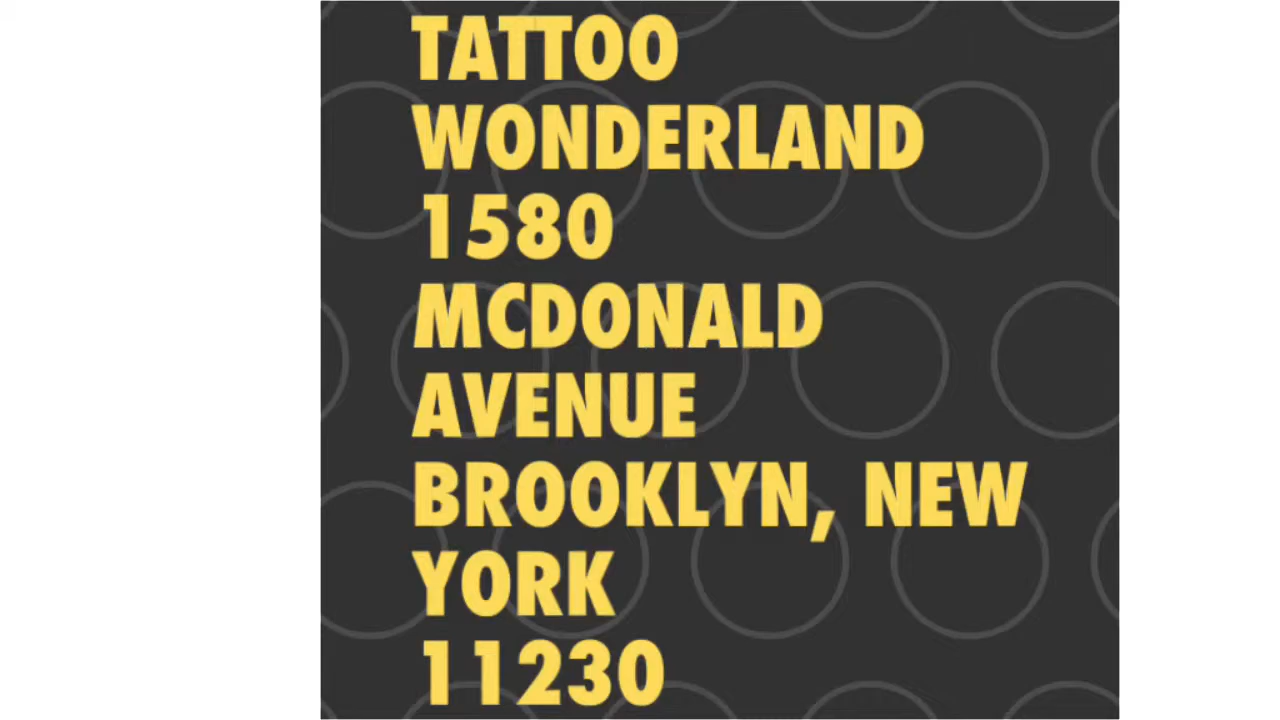 TATTOO
WONDERLAND
1580
MCDONALD
AVENUE
BROOKLYN, NEW
YORK
11230